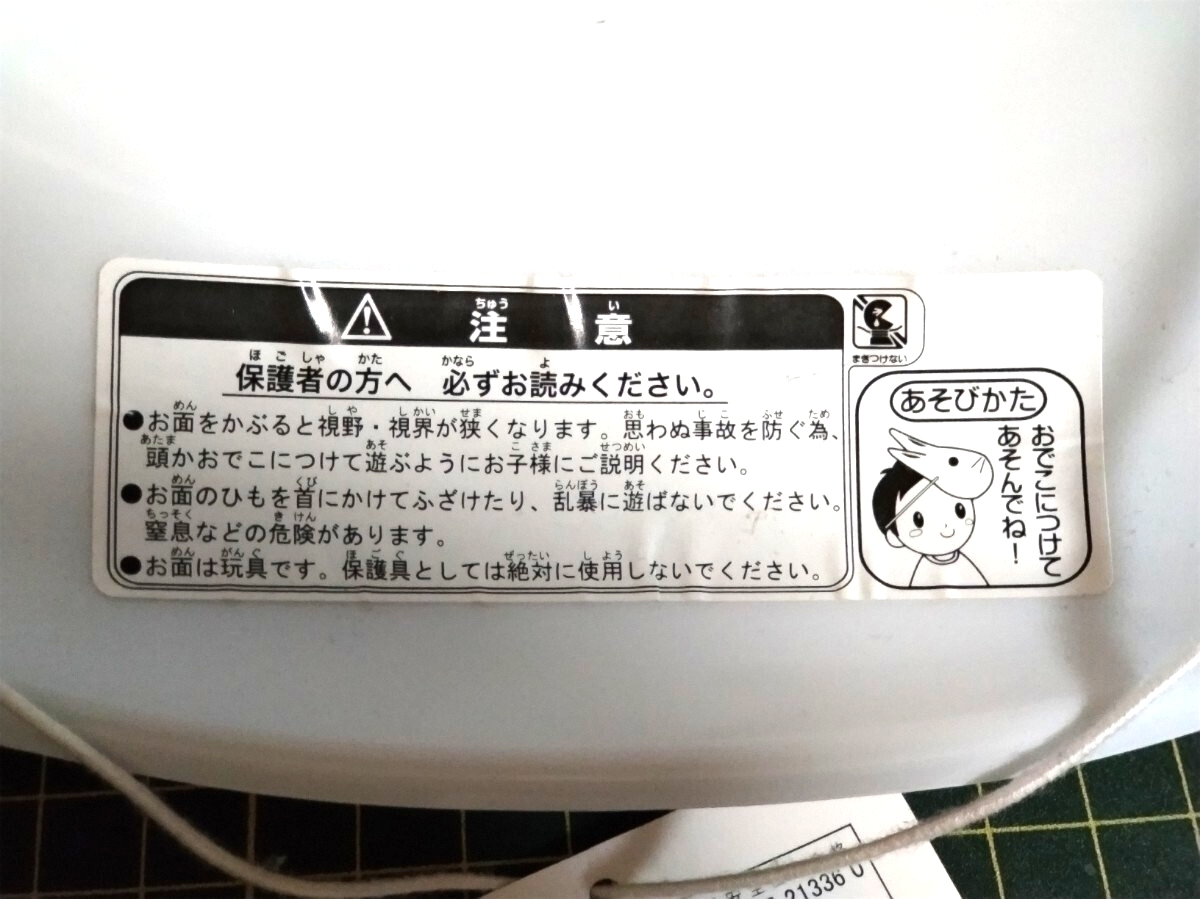 注意
保護者の方へ 必ずお読みください。
●お面をかぶると視野・視界が狭くなります。思わぬ事故を防ぐ為、
頭かおでこにつけて遊ぶようにお子様にご説明ください。
●お面のひもを首にかけてふざけたり、乱暴に遊ばないでください。
窒息などの危険があります。
●お面は玩具です。保護具としては絶対に使用しないでください。
まきつけない
あそびかた
おでこにつけて
あそんでね！
21336